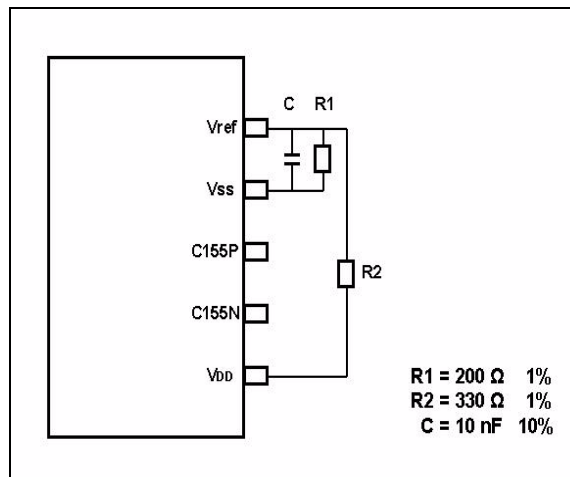 C R1
Vref
Vss
C155P
R2
C155N
VDD
R1 = 200 Ω 1%
R2 = 330 Ω 1%
C = 10 nF 10%